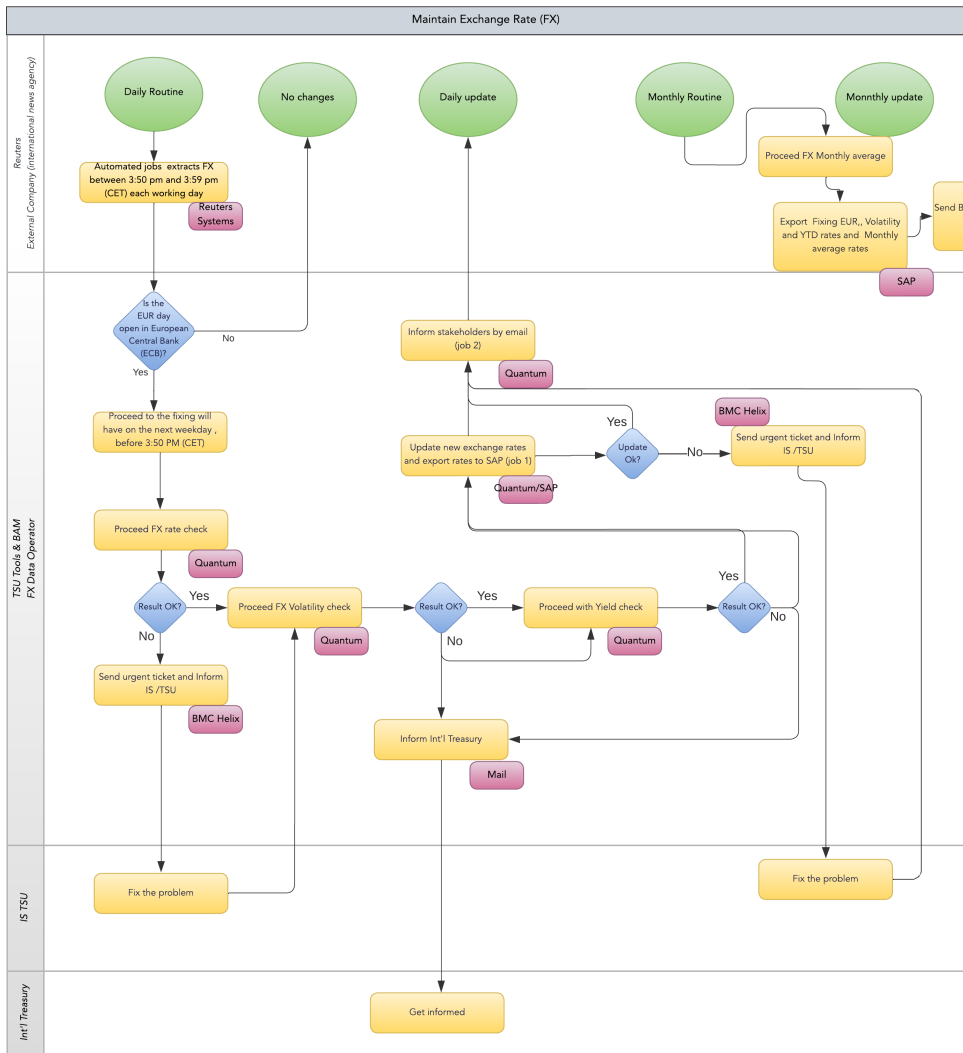 Maintain Exchange Rate (FX)
Reuters
External Company (international news agency)
Daily Routine
No changes
Daily update
Monthly Routine
Monnthly update
Automated jobs extracts FX
between 3:50 pm and 3:59 pm
(CET) each working day
Reuters
Systems
Proceed FX Monthly average
Export Fixing EUR,, Volatility
and YTD rates and Monthly
average rates
Send B
SAP
TSU Tools & BAM
FX Data Operator
Is the
EUR day
open in European
Central Bank
(ECB)?
No
Yes
Inform stakeholders by email
(job 2)
Quantum
Proceed to the fixing will
have on the next weekday ,
before 3:50 PM (CET)
Update new exchange rates
and export rates to SAP (job 1)
Quantum/SAP
Yes
Update
Ok?
No
BMC Helix
Send urgent ticket and Inform
IS /TSU
Proceed FX rate check
Quantum
Result OK?
Yes
No
Proceed FX Volatility check
Quantum
Result OK?
Yes
No
Proceed with Yield check
Quantum
Result OK?
Yes
No
Send urgent ticket and Inform
IS /TSU
BMC Helix
Inform Int'l Treasury
Mail
IS TSU
Fix the problem
Fix the problem
Int'l Treasury
Get informed